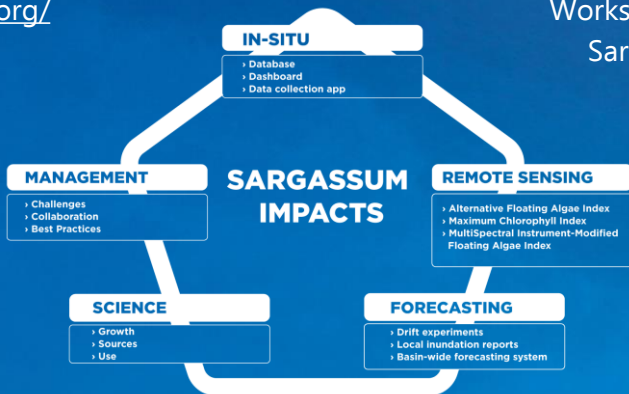 org/
Works
Sar
IN-SITU
› Database
› Dashboard
› Data collection app
MANAGEMENT
› Challenges
› Collaboration
› Best Practices
SARGASSUM
IMPACTS
REMOTE SENSING
› Alternative Floating Algae Index
› Maximum Chlorophyll Index
› MultiSpectral Instrument-Modified
Floating Algae Index
SCIENCE
› Growth
› Sources
› Use
FORECASTING
› Drift experiments
› Local inundation reports
› Basin-wide forecasting system